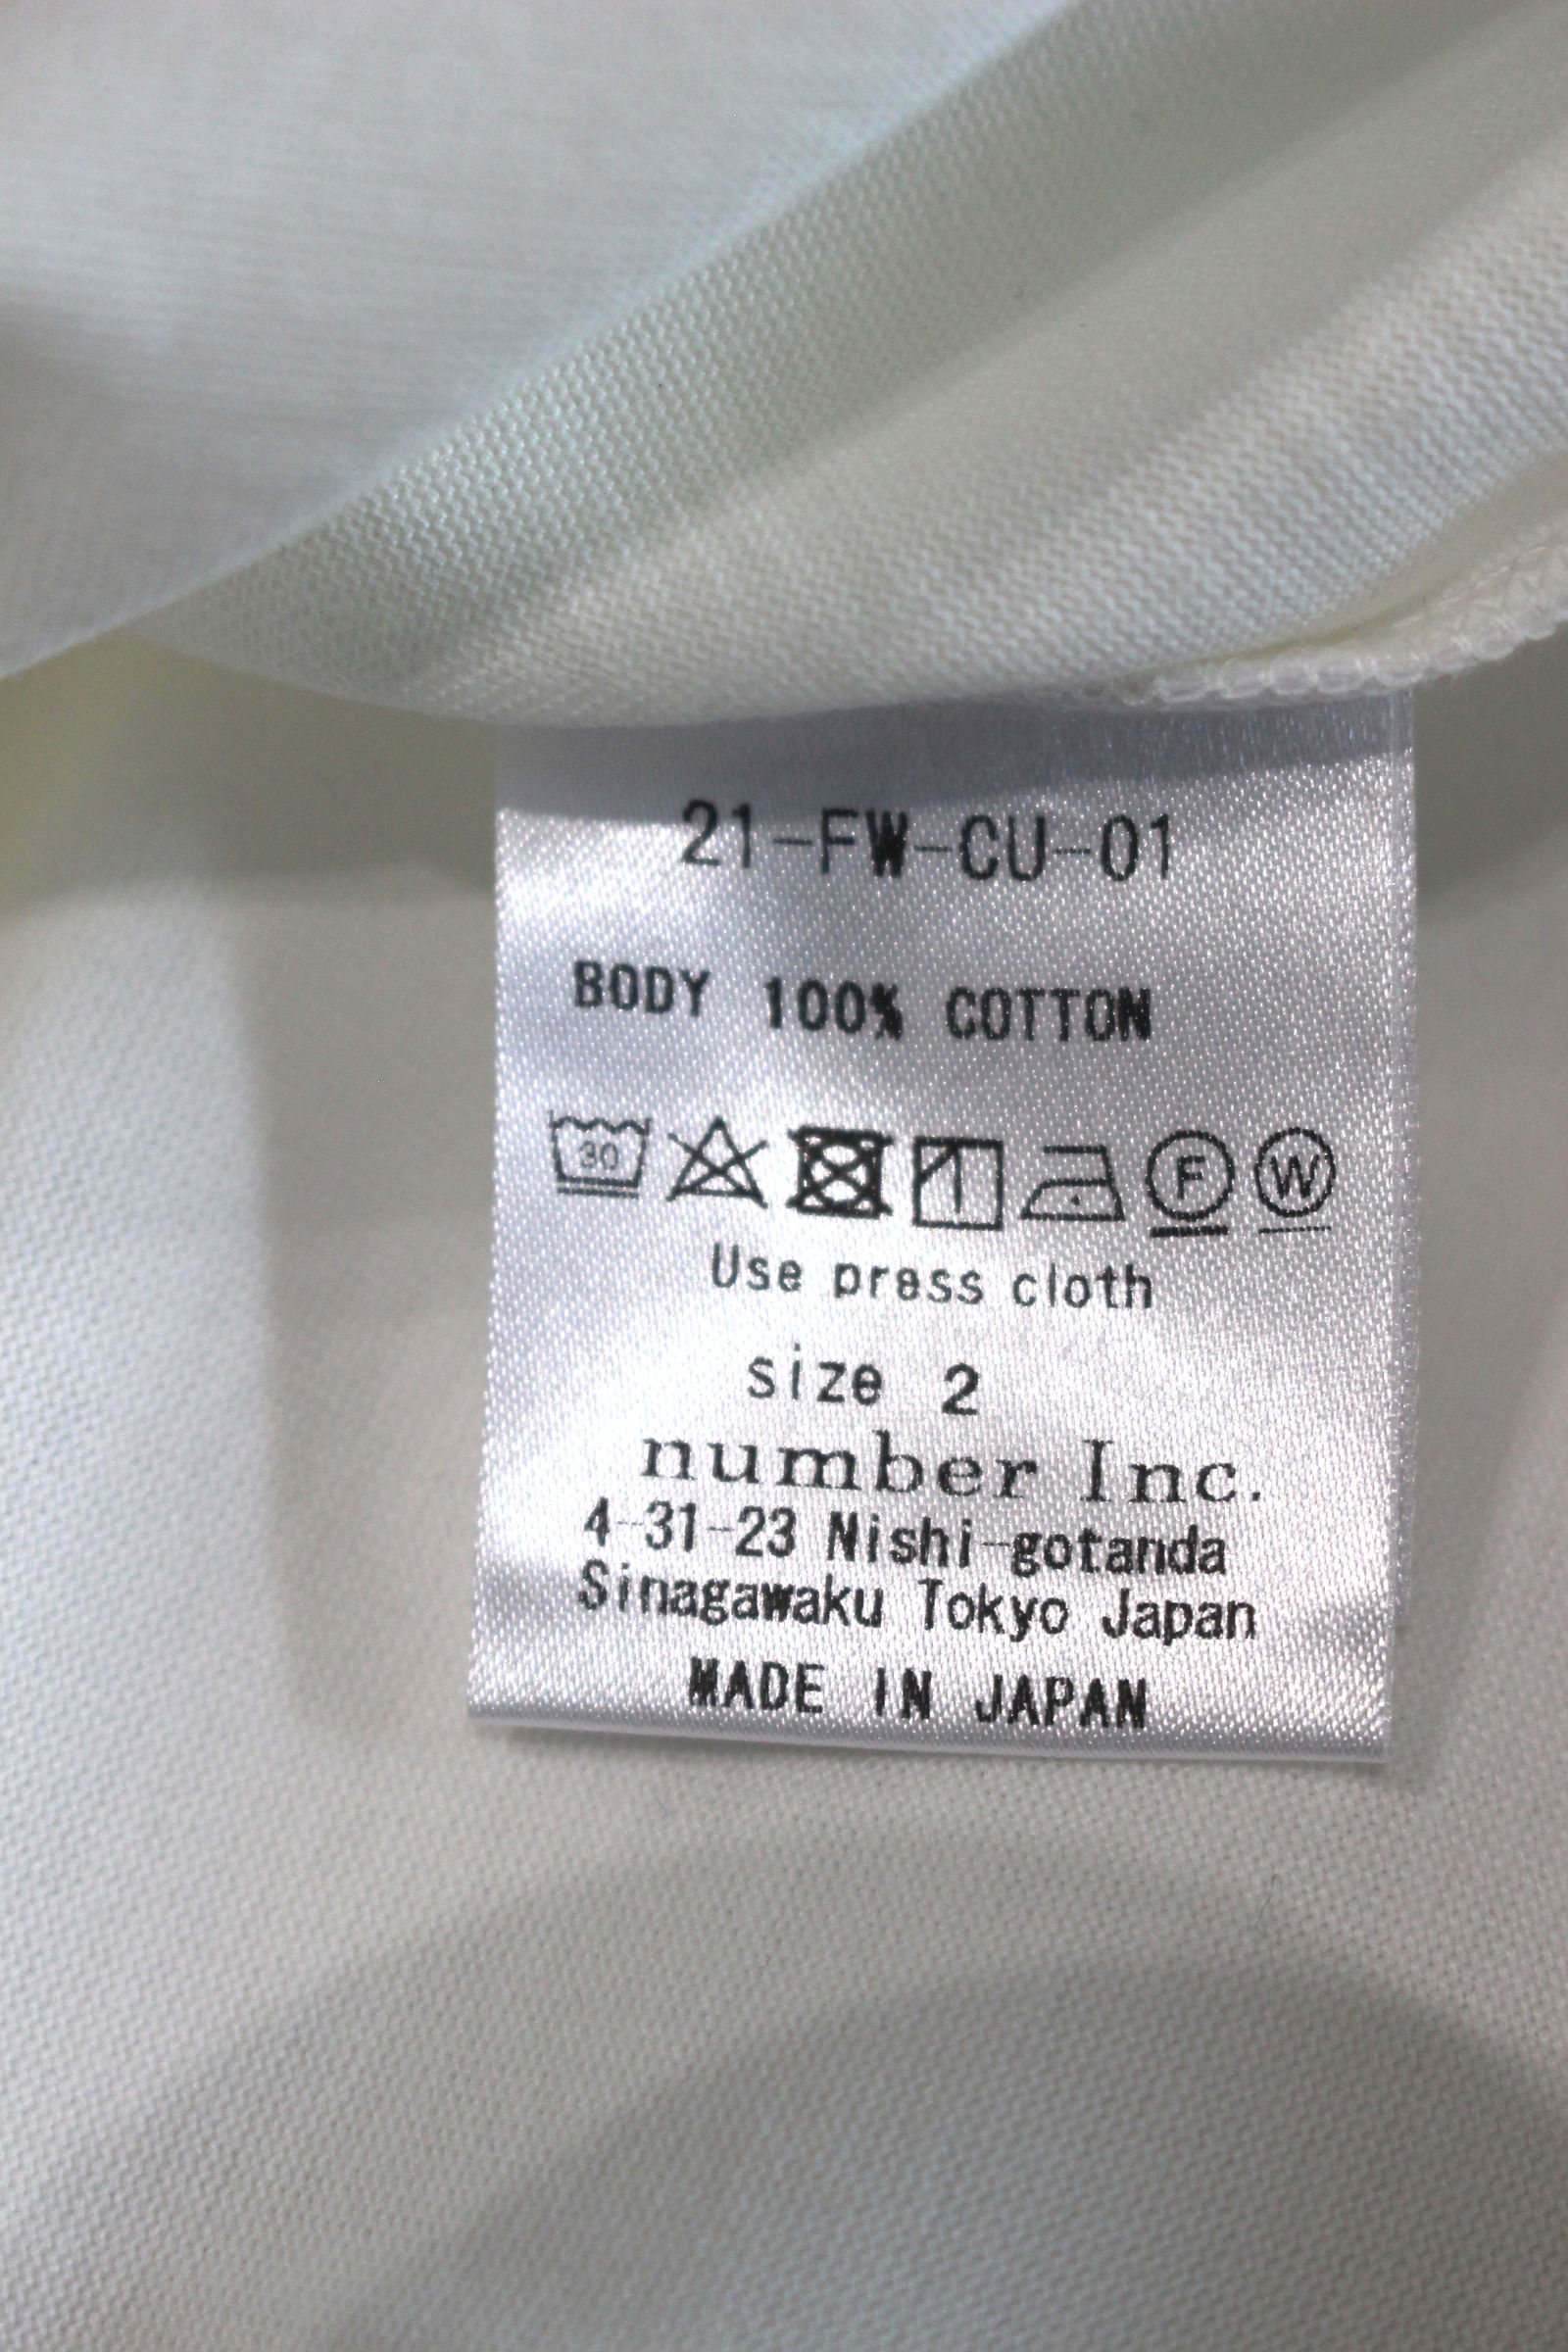 21-FW-CU-01
BODY 100% COTTON
30 F W
Use press cloth
size 2
number Inc.
4-31-23 Nishi-gotanda
Sinagawaku Tokyo Japan
MADE IN JAPAN